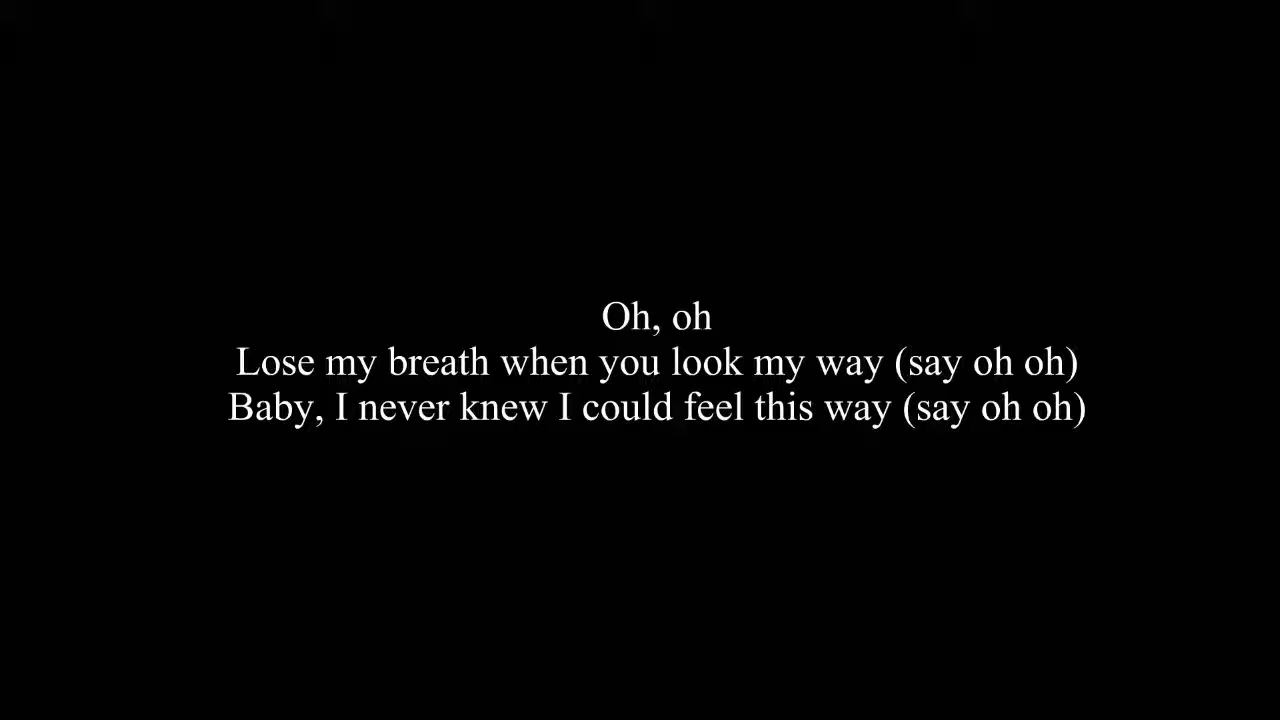 Oh, oh
Lose my breath when you look my way (say oh oh)
Baby, I never knew I could feel this way (say oh oh)